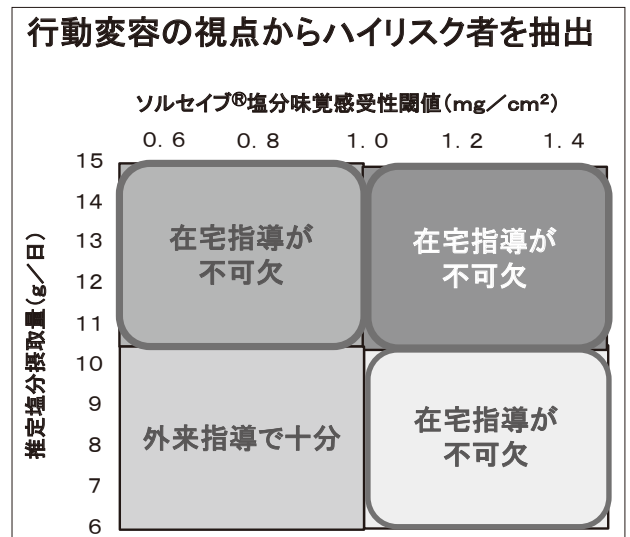 行動変容の視点からハイリスク者を抽出
ソルセイブ®塩分味覚感受性閾値(mg/cm²)
0.6 0.8 1.0 1.2 1.4
推定塩分摂取量(g/日)
15
14
13
12
11
10
9
8
7
6
在宅指導が
不可欠
在宅指導が
不可欠
外来指導で十分
在宅指導が
不可欠